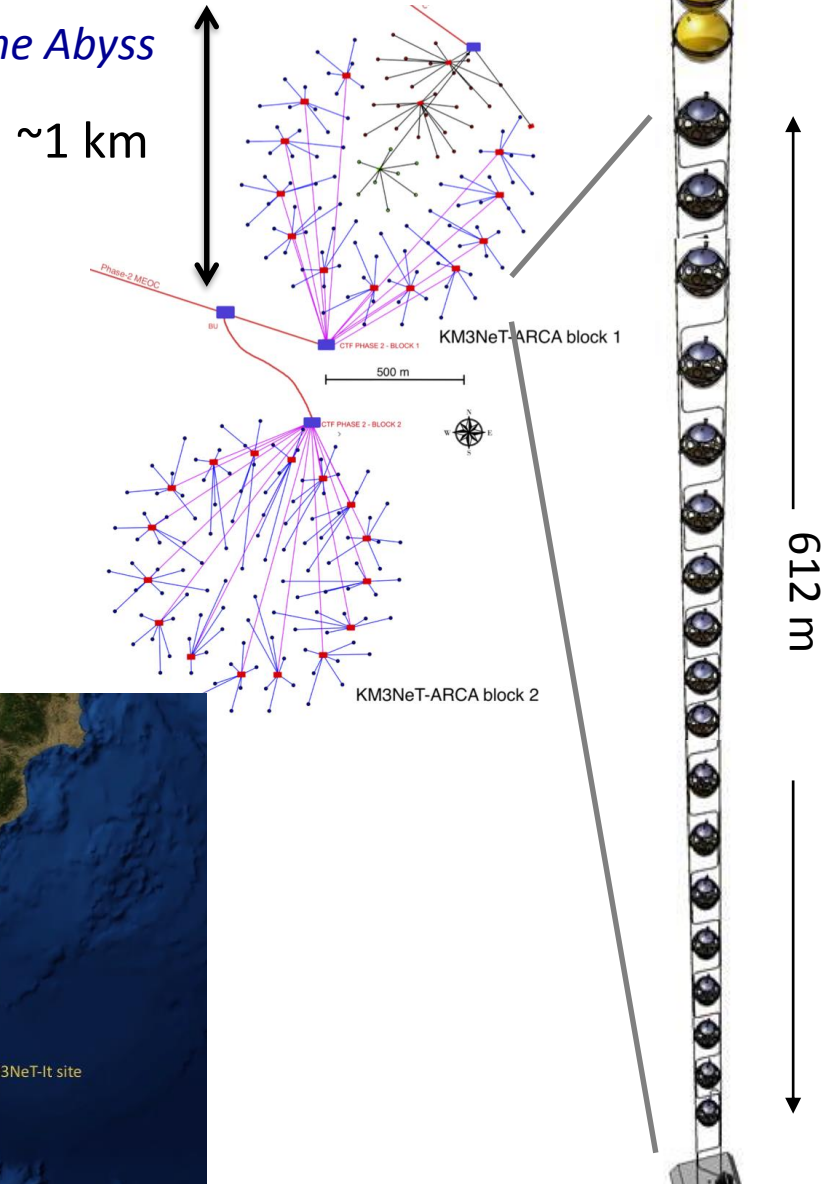 ne Abyss
~1 km
Phase-2 MEOC
BU
CTF PHASE 2 - BLOCK 1
KM3NeT-ARCA block 1
500 m
N
W
E
S
CTF PHASE 2 - BLOCK 2
612 m
KM3NeT-ARCA block 2
3NeT-It site